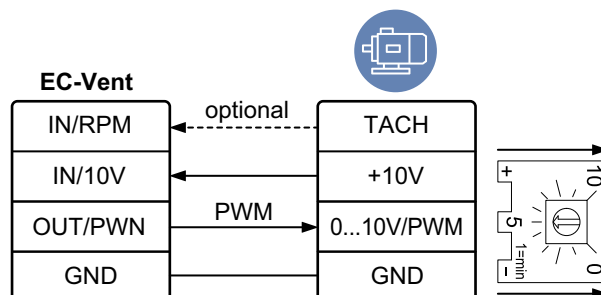 EC-Vent
IN/RPM
optional
TACH
IN/10V
+10V
OUT/PWN
PWM
0...10V/PWM
GND
GND
+
5
-
1=min
10
0